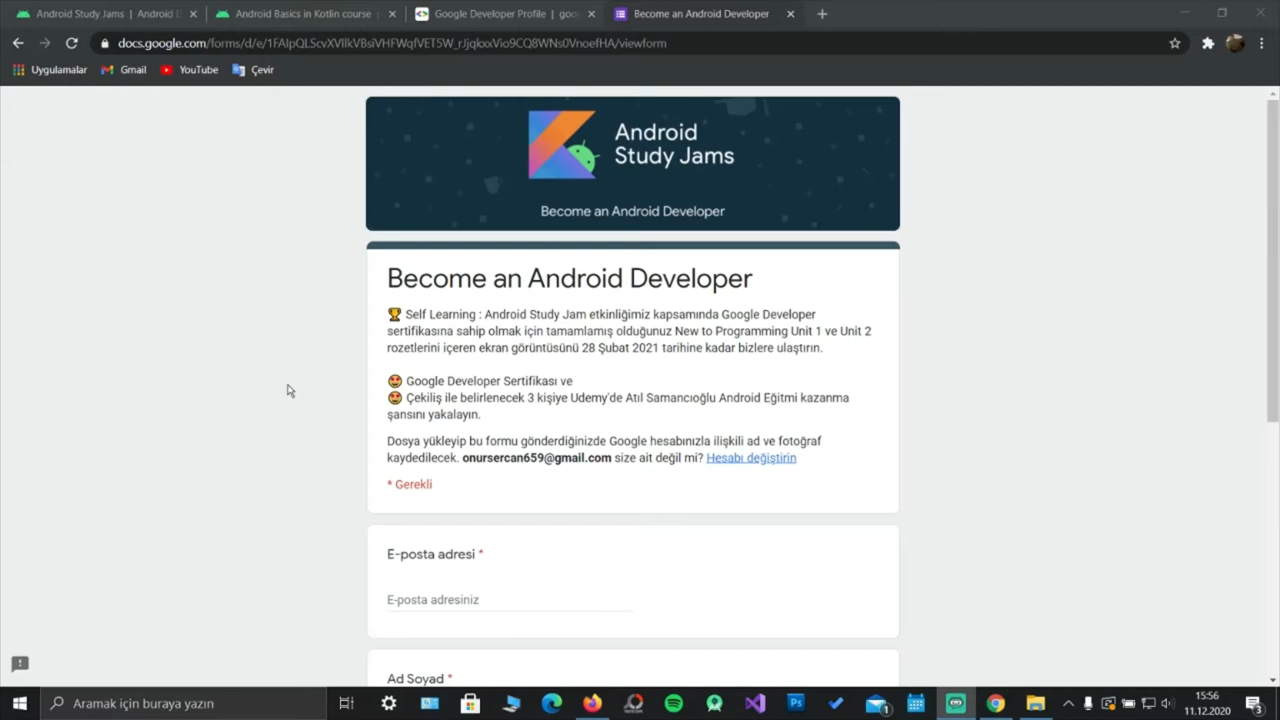 Android Study Jams | Android D
Android Basics in Kotlin course
Google Developer Profile | goo
Become an Android Developer
Uygulamalar
Gmail
YouTube
Çevir
Android
Study Jams
Become an Android Developer
Become an Android Developer
🏆 Self Learning : Android Study Jam etkinliğimiz kapsamında Google Developer
sertifikasına sahip olmak için tamamlamış olduğunuz New to Programming Unit 1 ve Unit 2
rozetlerini içeren ekran görüntüsünü 28 Şubat 2021 tarihine kadar bizlere ulaştırın.
😍 Google Developer Sertifikası ve
😍 Çekiliş ile belirlenecek 3 kişiye Udemy'de Atıl Samancıoğlu Android Eğitmi kazanma
şansını yakalayın.
Dosya yükleyip bu formu gönderdiğinizde Google hesabınızla ilişkili ad ve fotoğraf
kaydedilecek. onursercan659@gmail.com size ait değil mi? Hesabı değiştirin
* Gerekli
E-posta adresi *
E-posta adresiniz
Ad Soyad *
Aramak için buraya yazın
15:56
11.12.2020